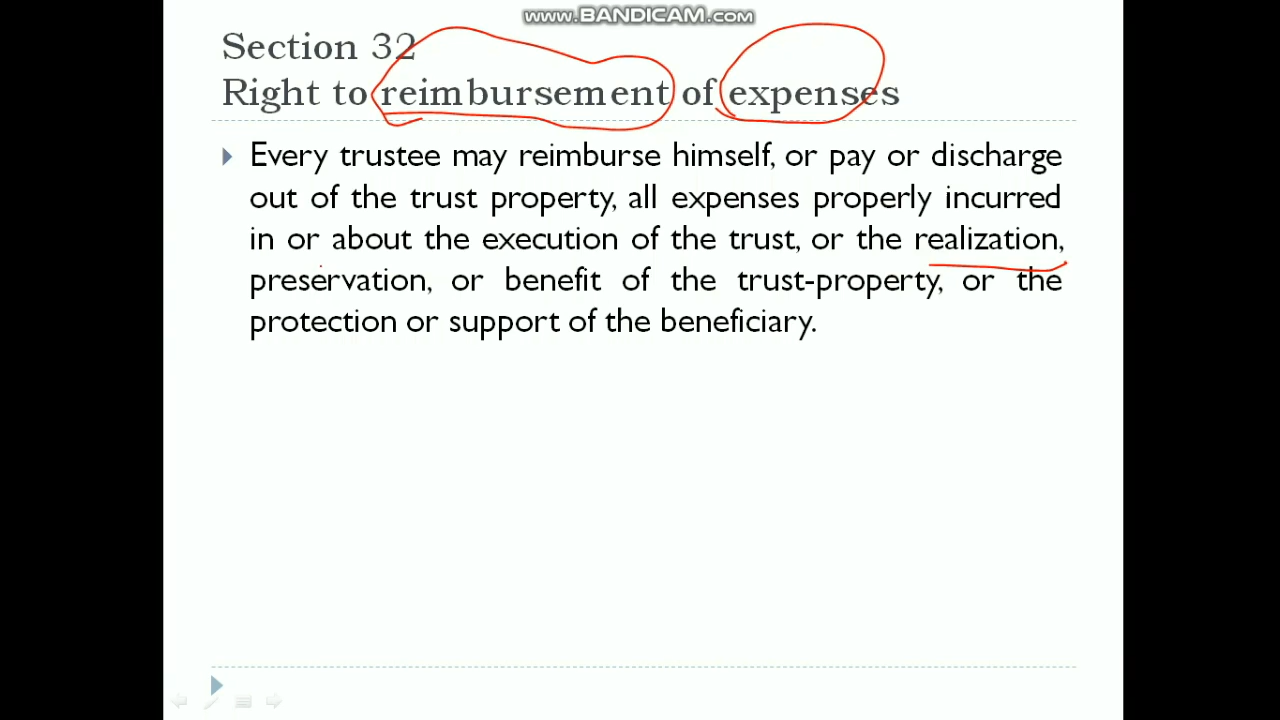 www.BANDICAM.com
Section 32
Right to reimbursement of expenses
Every trustee may reimburse himself, or pay or discharge
out of the trust property, all expenses properly incurred
in or about the execution of the trust, or the realization,
preservation, or benefit of the trust-property, or the
protection or support of the beneficiary.